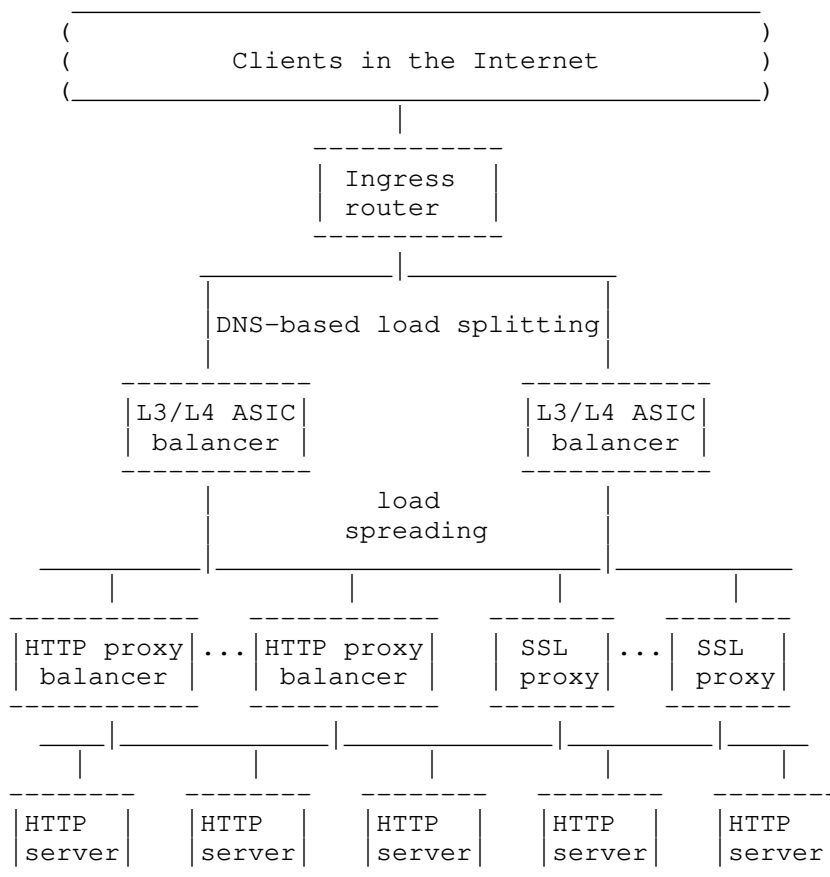 Clients in the Internet
Ingress
router
DNS-based load splitting
L3/L4 ASIC
balancer
L3/L4 ASIC
balancer
load
spreading
HTTP proxy
balancer
...
HTTP proxy
balancer
SSL
proxy
...
SSL
proxy
HTTP
server
HTTP
server
HTTP
server
HTTP
server
HTTP
server